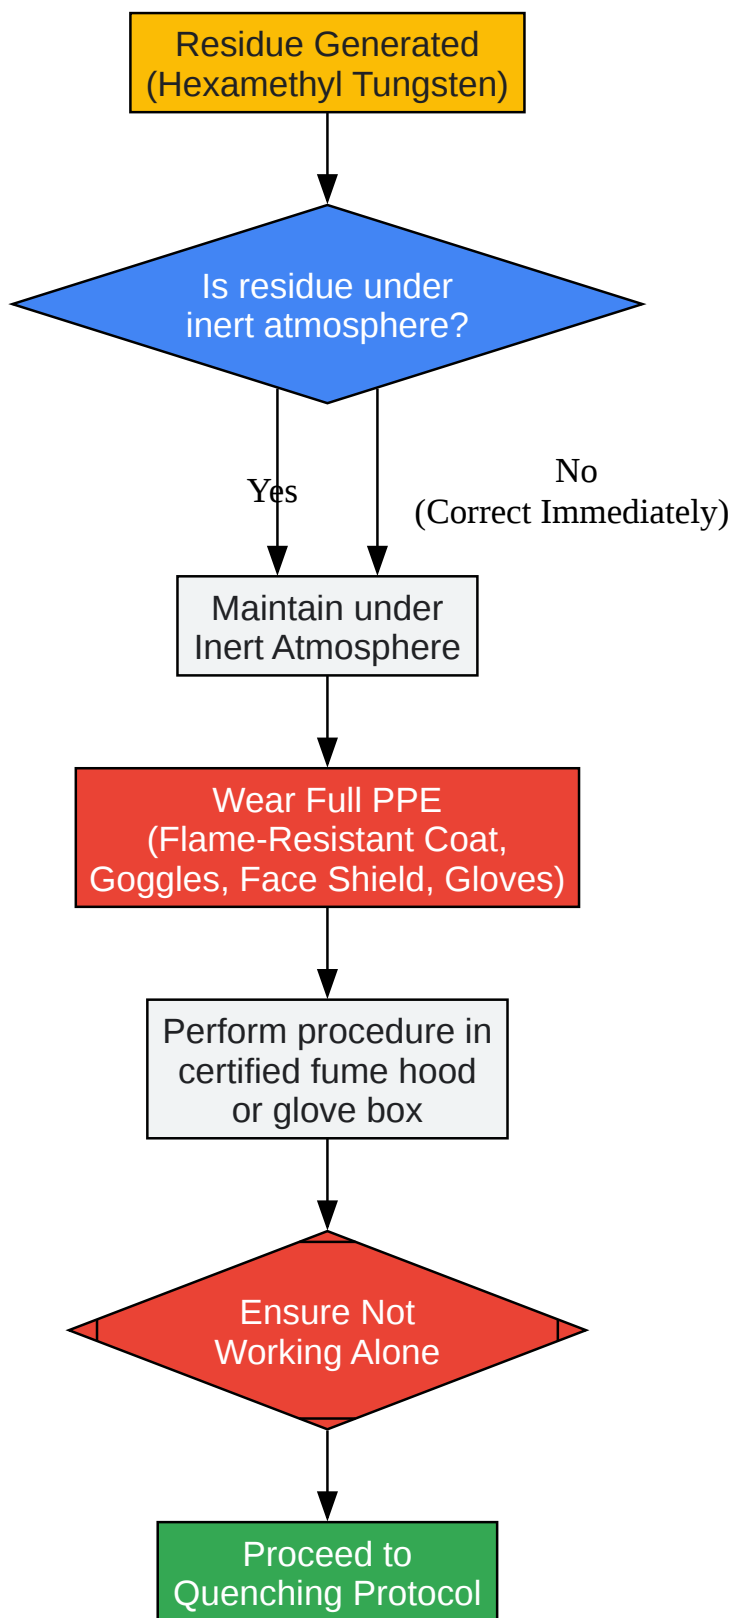 Residue Generated
(Hexamethyl Tungsten)
Is residue under
inert atmosphere?
Yes
No
(Correct Immediately)
Maintain under
Inert Atmosphere
Wear Full PPE
(Flame-Resistant Coat,
Goggles, Face Shield, Gloves)
Perform procedure in
certified fume hood
or glove box
Ensure Not
Working Alone
Proceed to
Quenching Protocol